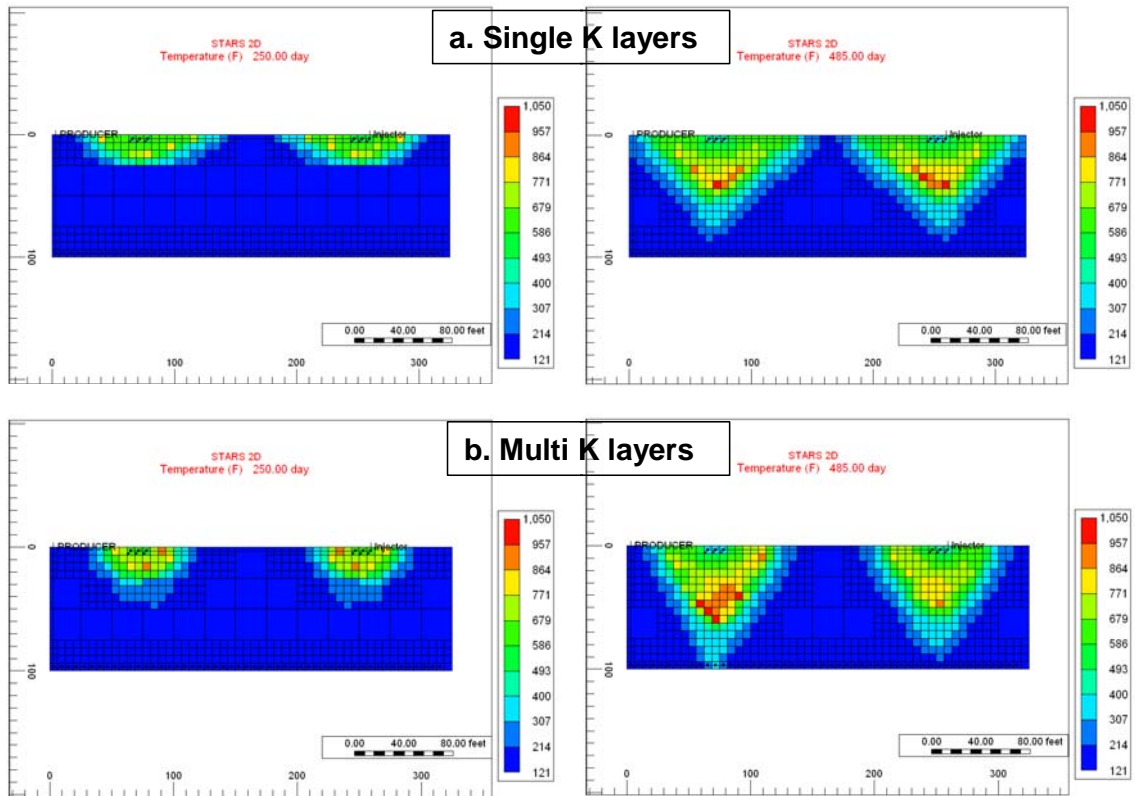 a. Single K layers
STARS 2D
Temperature (F) 250.00 day
PRODUCER
Injector
0
100
1,050
957
864
771
679
586
493
400
307
214
121
0.00 40.00 80.00 feet
0 100 200 300
STARS 2D
Temperature (F) 485.00 day
PRODUCER
Injector
0
100
1,050
957
864
771
679
586
493
400
307
214
121
0.00 40.00 80.00 feet
0 100 200 300
b. Multi K layers
STARS 2D
Temperature (F) 250.00 day
PRODUCER
Injector
0
100
1,050
957
864
771
679
586
493
400
307
214
121
0.00 40.00 80.00 feet
0 100 200 300
STARS 2D
Temperature (F) 485.00 day
PRODUCER
Injector
0
100
1,050
957
864
771
679
586
493
400
307
214
121
0.00 40.00 80.00 feet
0 100 200 300